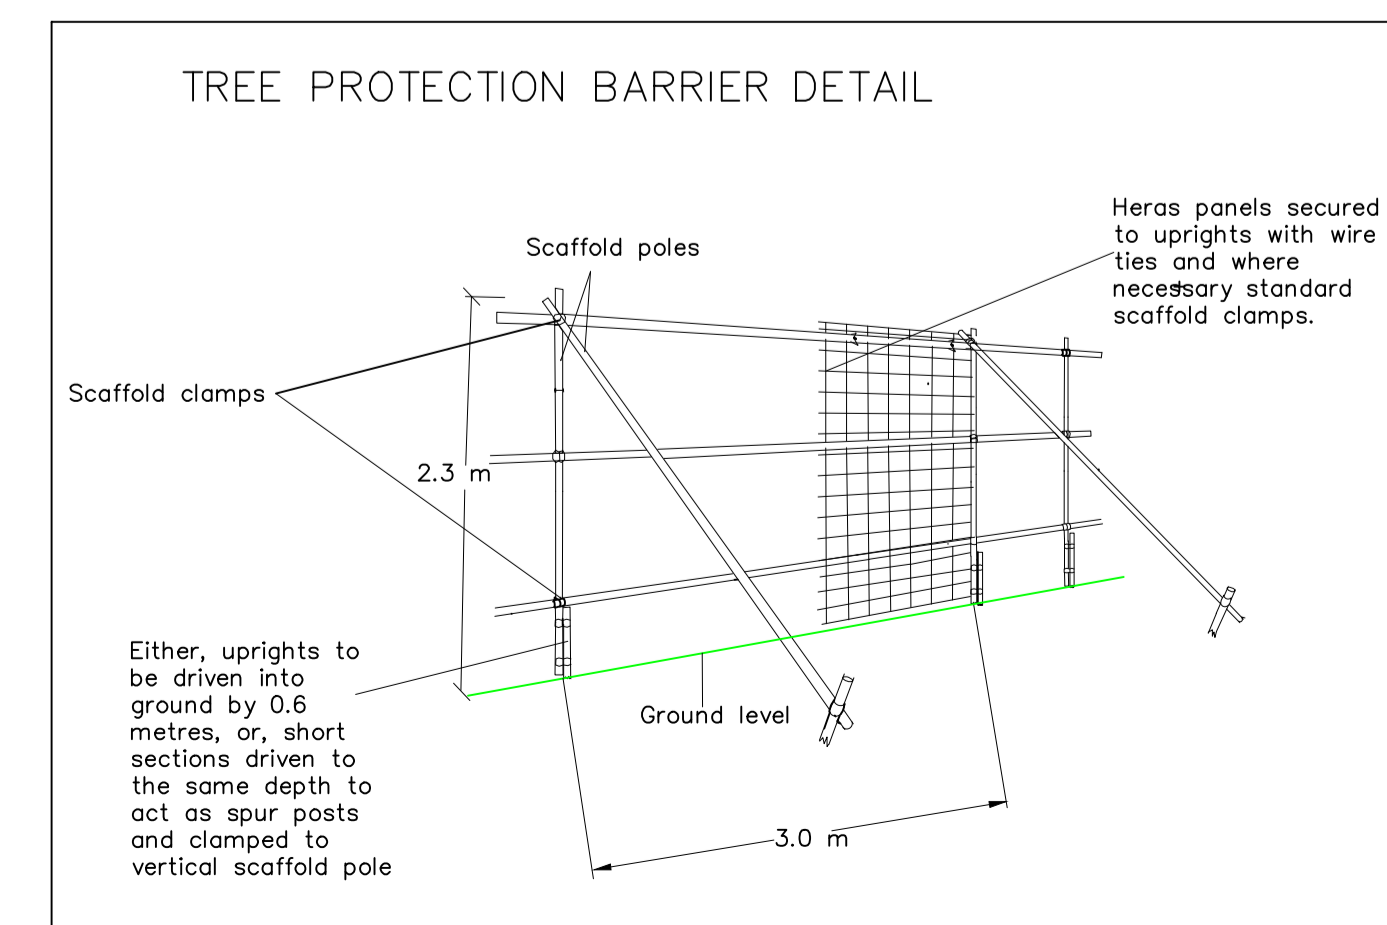 TREE PROTECTION BARRIER DETAIL
Heras panels secured
to uprights with wire
ties and where
necessary standard
scaffold clamps.
Scaffold poles
Scaffold clamps
2.3 m
Either, uprights to
be driven into
ground by 0.6
metres, or, short
sections driven to
the same depth to
act as spur posts
and clamped to
vertical scaffold pole
Ground level
3.0 m